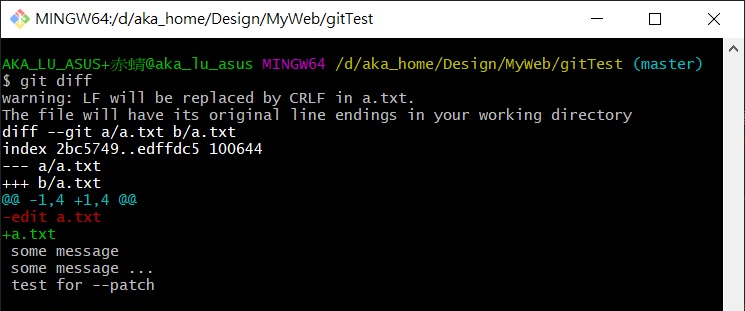 MINGW64:/d/aka_home/Design/MyWeb/gitTest
AKA_LU_ASUS+赤蜻@aka_lu_asus MINGW64 /d/aka_home/Design/MyWeb/gitTest (master)
$ git diff
warning: LF will be replaced by CRLF in a.txt.
The file will have its original line endings in your working directory
diff --git a/a.txt b/a.txt
index 2bc5749..edffdc5 100644
--- a/a.txt
+++ b/a.txt
@@ -1,4 +1,4 @@
-edit a.txt
+a.txt
 some message
 some message ...
 test for --patch